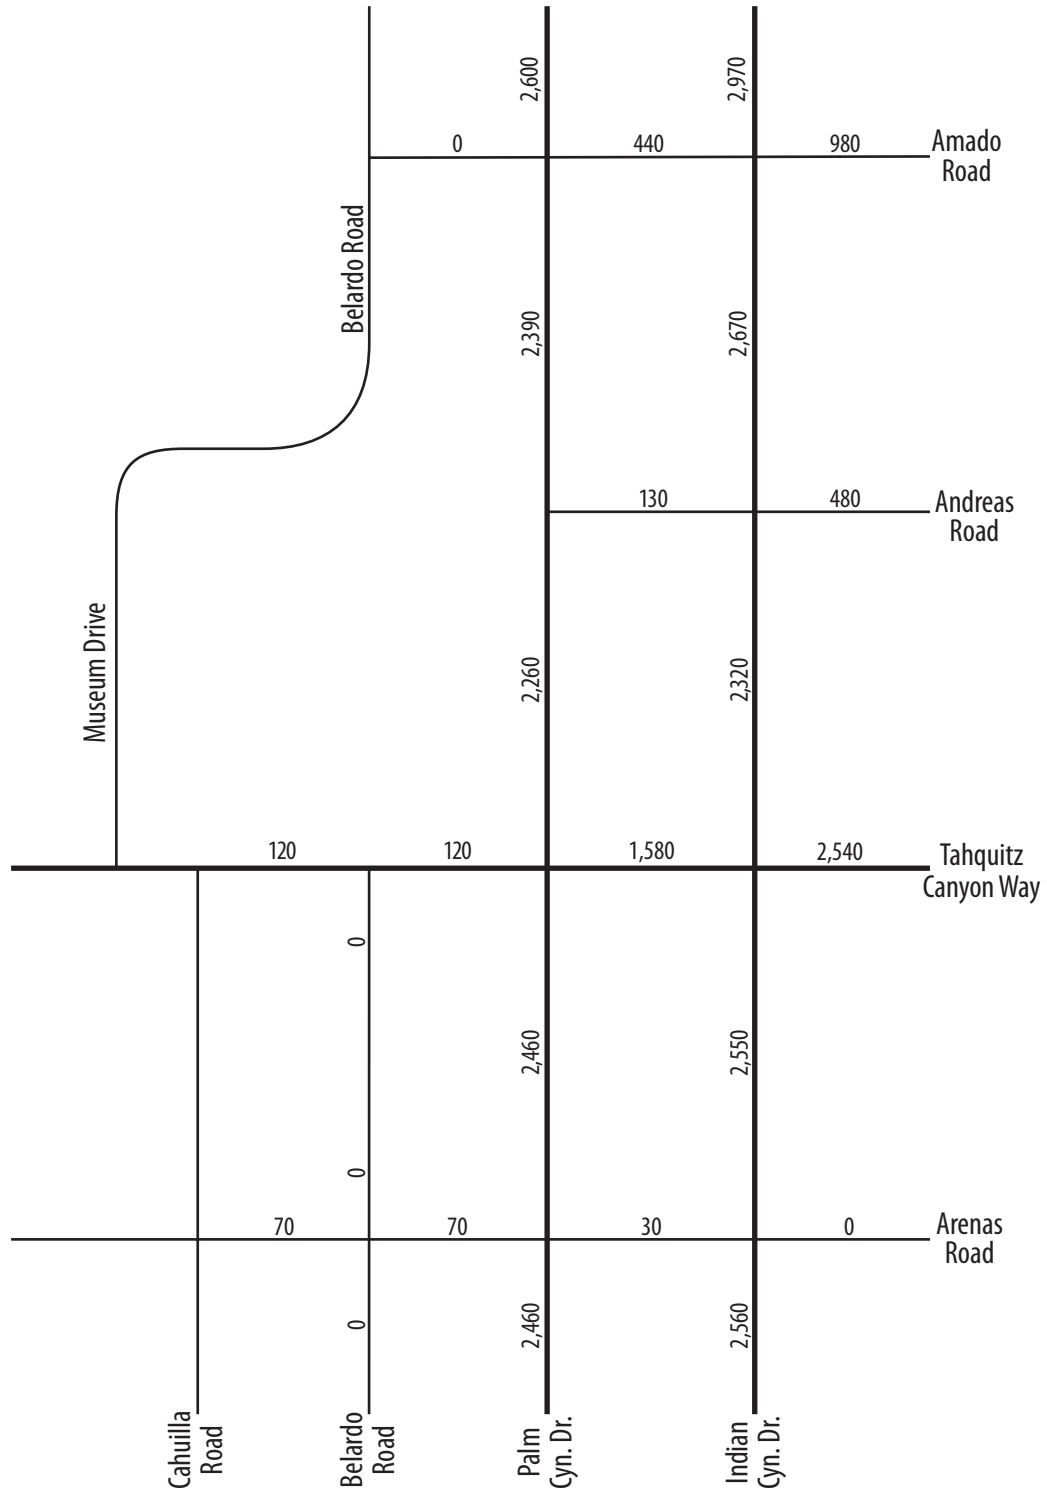 2,600
2,970
0
440
980
Amado
Road
Belardo Road
2,390
2,670
130
480
Andreas
Road
Museum Drive
2,260
2,320
120
120
1,580
2,540
Tahquitz
Canyon Way
0
2,460
2,550
0
70
70
30
0
Arenas
Road
0
2,460
2,560
Cahuilla
Road
Belardo
Road
Palm
Cyn. Dr.
Indian
Cyn. Dr.